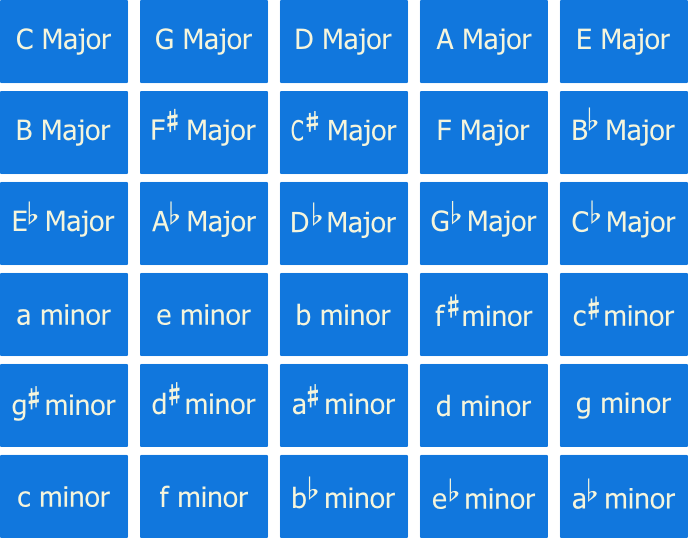 C Major G Major D Major A Major E Major
B Major F♯ Major C♯ Major F Major B♭ Major
E♭ Major A♭ Major D♭ Major G♭ Major C♭ Major
a minor e minor b minor f♯ minor c♯ minor
g♯ minor d♯ minor a♯ minor d minor g minor
c minor f minor b♭ minor e♭ minor a♭ minor